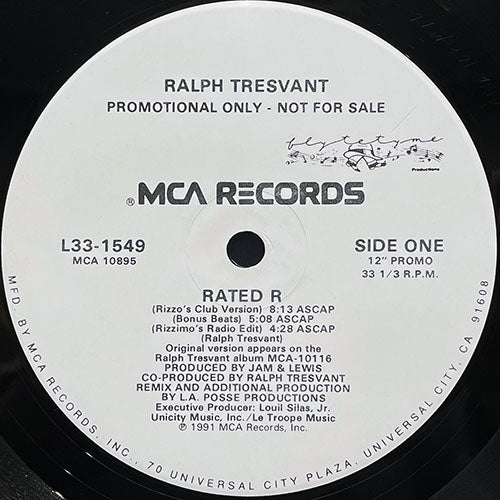 RALPH TRESVANT
PROMOTIONAL ONLY - NOT FOR SALE
flytetyme
Productions
® MCA RECORDS
L33-1549
MCA 10895
SIDE ONE
12" PROMO
33 1/3 R.P.M.
RATED R
(Rizzo's Club Version) 8:13 ASCAP
(Bonus Beats) 5:08 ASCAP
(Rizzimo's Radio Edit) 4:28 ASCAP
(Ralph Tresvant)
Original version appears on the
Ralph Tresvant album MCA-10116
PRODUCED BY JAM & LEWIS
CO-PRODUCED BY RALPH TRESVANT
REMIX AND ADDITIONAL PRODUCTION
BY L.A. POSSE PRODUCTIONS
Executive Producer: Louil Silas, Jr.
Unicity Music, Inc./Le Troope Music
℗ 1991 MCA Records, Inc.
MFD. BY MCA RECORDS, INC., 70 UNIVERSAL CITY PLAZA, UNIVERSAL CITY, CA. 91608